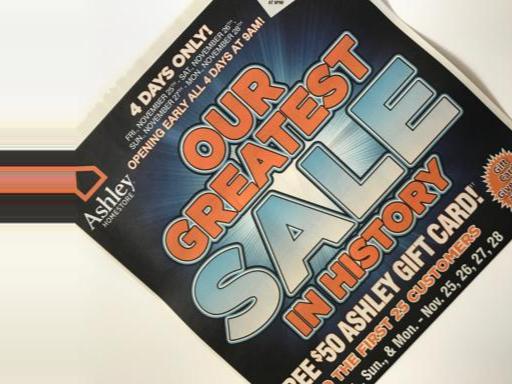 AT 5PM!
4 DAYS ONLY!
FRI. NOVEMBER 25TH, SAT. NOVEMBER 26TH,
SUN. NOVEMBER 27TH, MON. NOVEMBER 28TH
OPENING EARLY ALL 4 DAYS AT 9AM!
Ashley
HOMESTORE
OUR
GREATEST
SALE
IN HISTORY
$50 ASHLEY GIFT CARD!
THE FIRST 25 CUSTOMERS
Sun., & Mon. - Nov. 25, 26, 27, 28